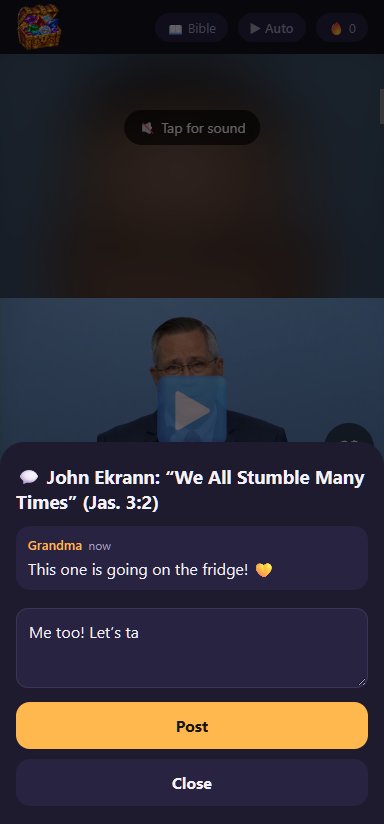 Bible
Auto
0
Tap for sound
John Ekrann: “We All Stumble Many
Times” (Jas. 3:2)
Grandma now
This one is going on the fridge!
Me too! Let’s ta
Post
Close